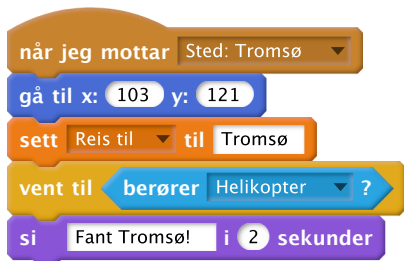 når jeg mottar Sted: Tromsø
gå til x: 103 y: 121
sett Reis til til Tromsø
vent til berører Helikopter ?
si Fant Tromsø! i 2 sekunder